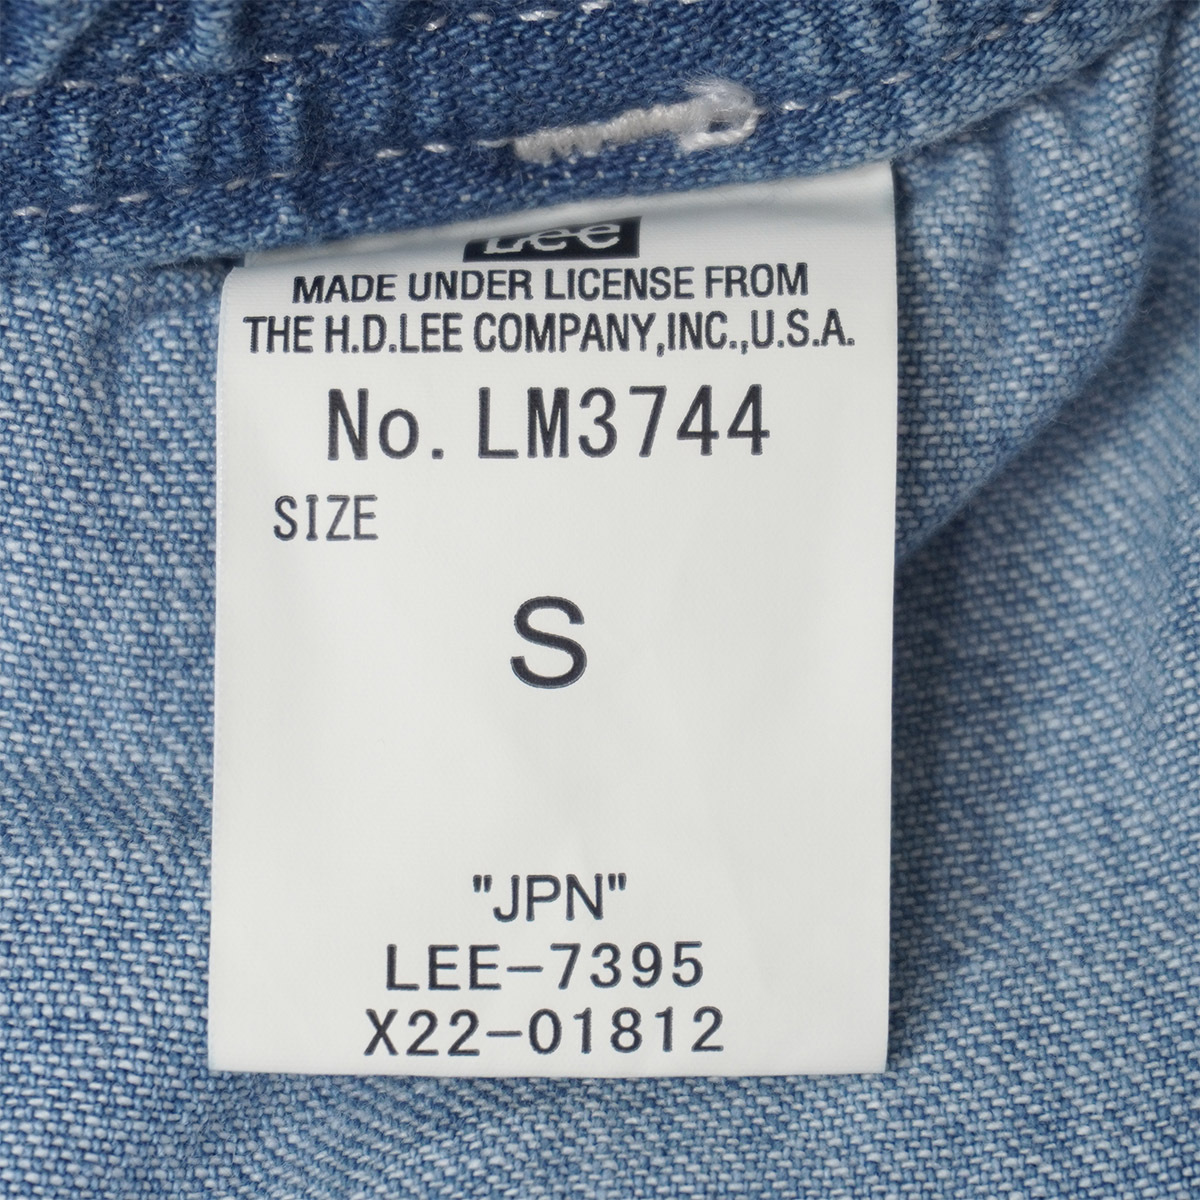 Lee
MADE UNDER LICENSE FROM
THE H.D.LEE COMPANY,INC.,U.S.A.
No. LM3744
SIZE
S
"JPN"
LEE-7395
X22-01812